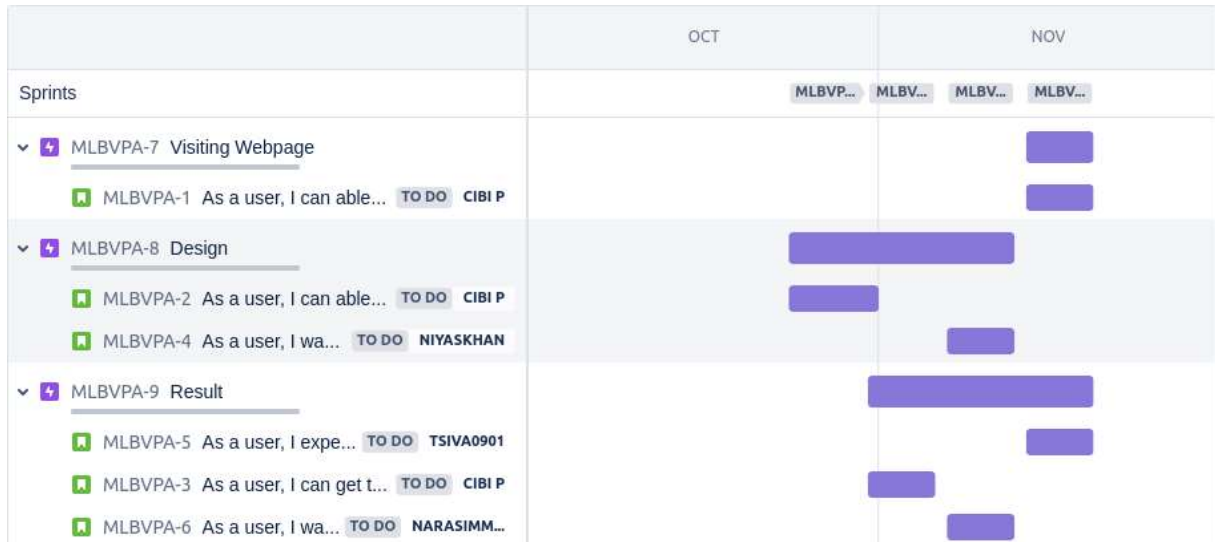 OCT NOV
Sprints MLBVP... MLBV... MLBV... MLBV...
MLBVPA-7 Visiting Webpage
MLBVPA-1 As a user, I can able... TO DO CIBI P
MLBVPA-8 Design
MLBVPA-2 As a user, I can able... TO DO CIBI P
MLBVPA-4 As a user, I wa... TO DO NIYASKHAN
MLBVPA-9 Result
MLBVPA-5 As a user, I expe... TO DO TSIVA0901
MLBVPA-3 As a user, I can get t... TO DO CIBI P
MLBVPA-6 As a user, I wa... TO DO NARASIMM...